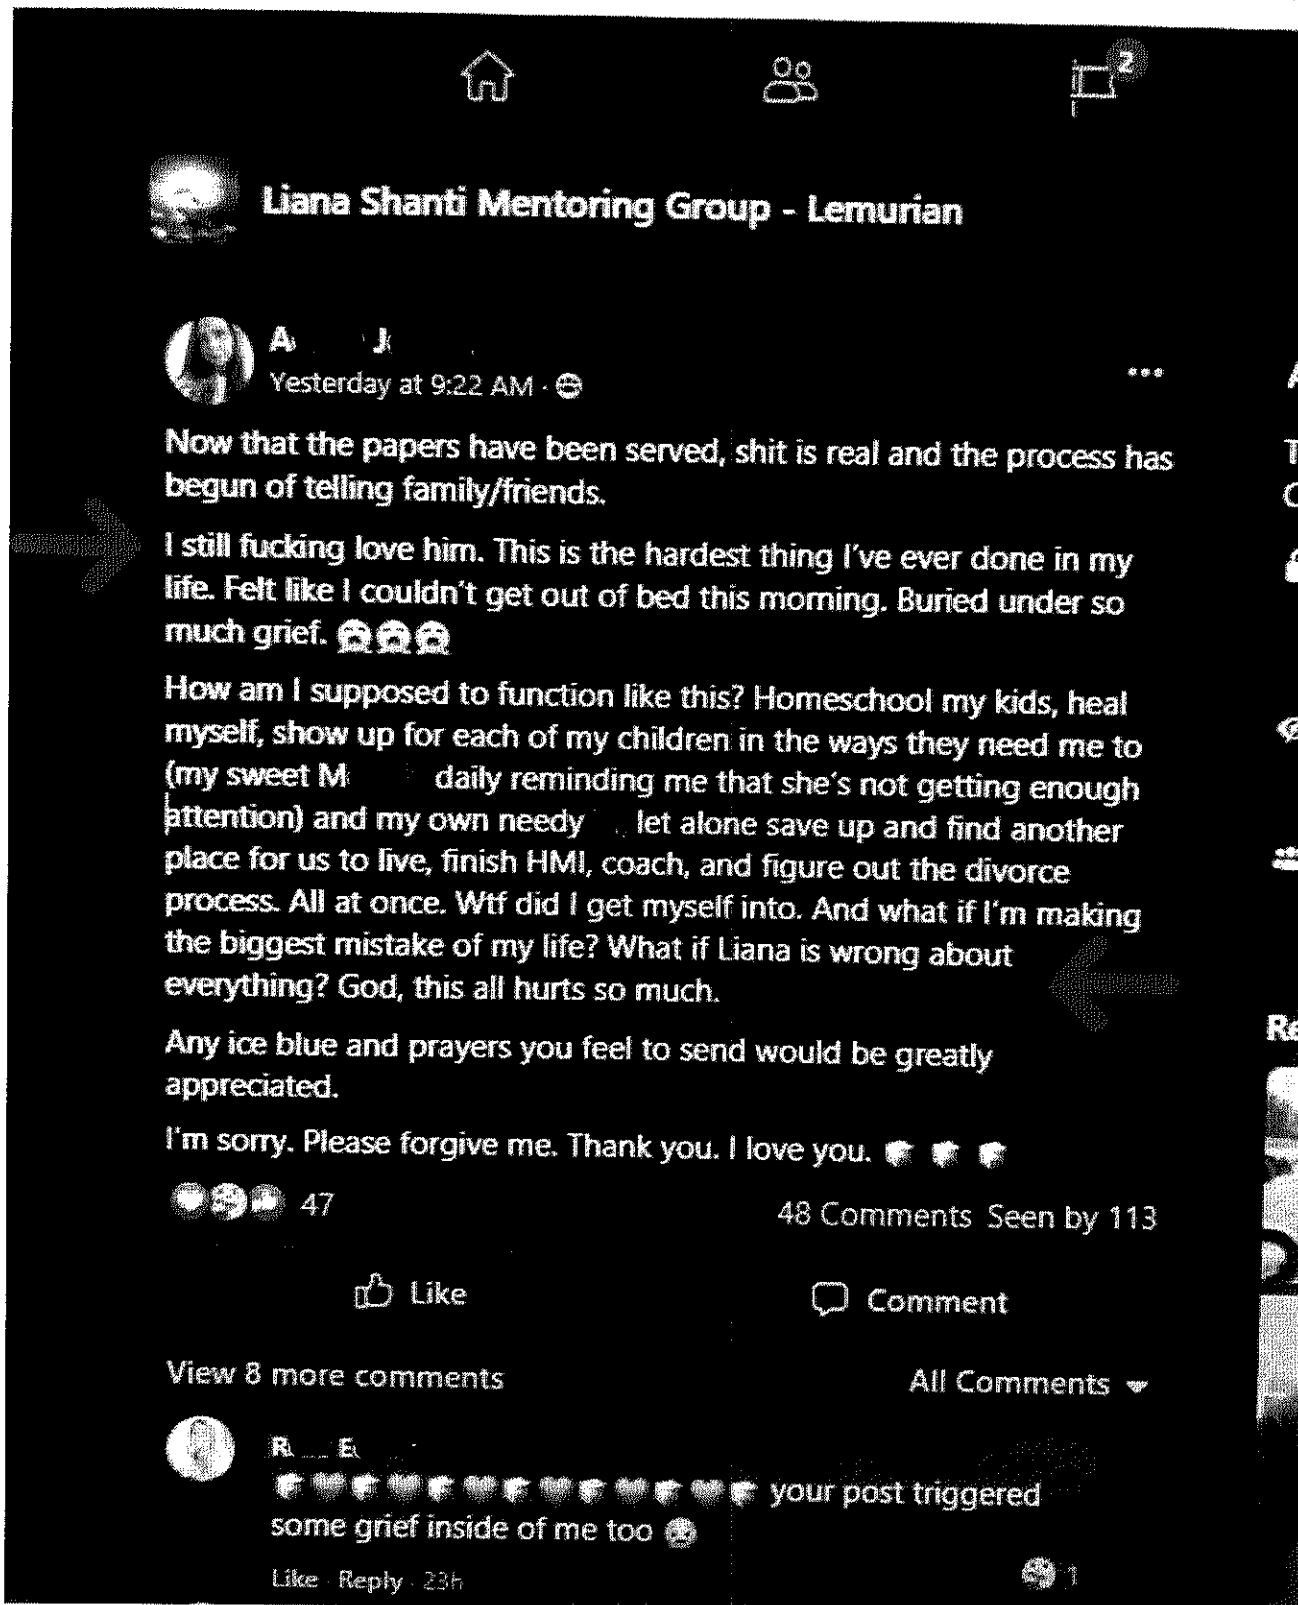 2
Liana Shanti Mentoring Group - Lemurian
A J
Yesterday at 9:22 AM ·
Now that the papers have been served, shit is real and the process has
begun of telling family/friends.
I still fucking love him. This is the hardest thing I've ever done in my
life. Felt like I couldn't get out of bed this morning. Buried under so
much grief. 😭😭😭
How am I supposed to function like this? Homeschool my kids, heal
myself, show up for each of my children in the ways they need me to
(my sweet M daily reminding me that she's not getting enough
attention) and my own needy let alone save up and find another
place for us to live, finish HMI, coach, and figure out the divorce
process. All at once. Wtf did I get myself into. And what if I'm making
the biggest mistake of my life? What if Liana is wrong about
everything? God, this all hurts so much.
Any ice blue and prayers you feel to send would be greatly
appreciated.
I'm sorry. Please forgive me. Thank you. I love you.
47
48 Comments Seen by 113
Like
Comment
View 8 more comments
All Comments
R E
your post triggered
some grief inside of me too
Like · Reply · 23h
1
Re